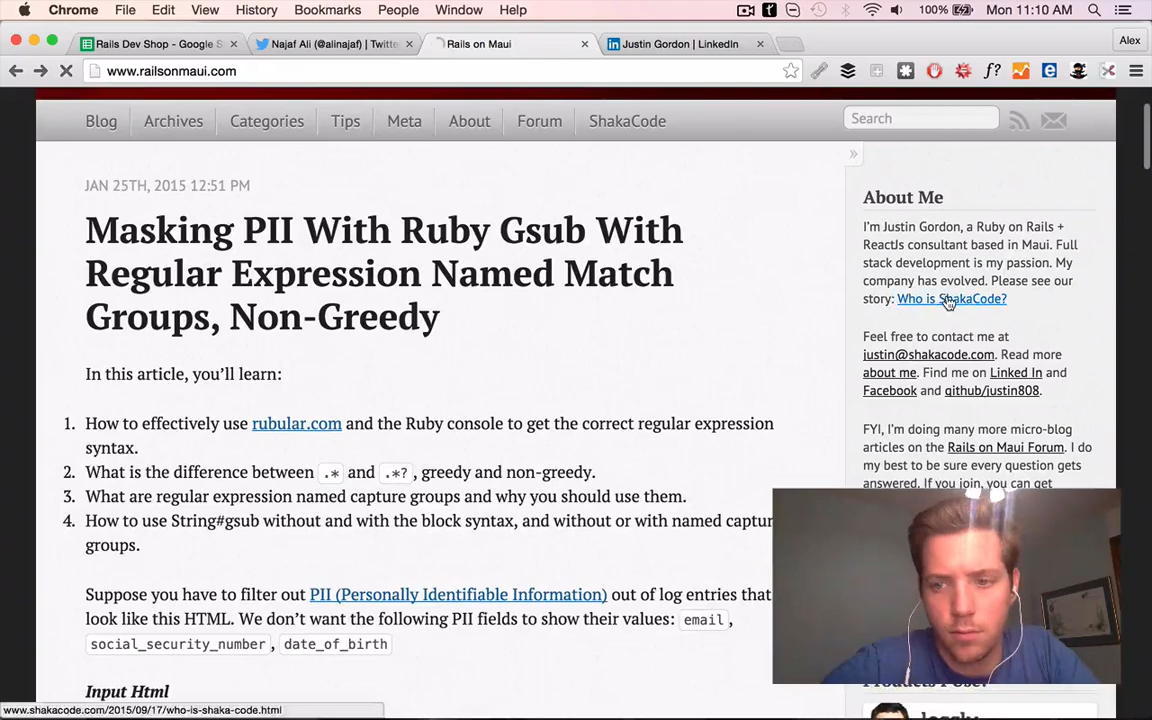 Chrome File Edit View History Bookmarks People Window Help 100% Mon 11:10 AM
Rails Dev Shop - Google S Najaf Ali (@alinajaf) | Twitte Rails on Maui Justin Gordon | LinkedIn Alex
www.railsonmaui.com
Blog Archives Categories Tips Meta About Forum ShakaCode Search
JAN 25TH, 2015 12:51 PM
Masking PII With Ruby Gsub With
Regular Expression Named Match
Groups, Non-Greedy
In this article, you’ll learn:
1. How to effectively use rubular.com and the Ruby console to get the correct regular expression
syntax.
2. What is the difference between .* and .*?, greedy and non-greedy.
3. What are regular expression named capture groups and why you should use them.
4. How to use String#gsub without and with the block syntax, and without or with named captur
groups.
Suppose you have to filter out PII (Personally Identifiable Information) out of log entries that
look like this HTML. We don’t want the following PII fields to show their values: email,
social_security_number, date_of_birth
Input Html
»
About Me
I’m Justin Gordon, a Ruby on Rails +
ReactJs consultant based in Maui. Full
stack development is my passion. My
company has evolved. Please see our
story: Who is ShakaCode?
Feel free to contact me at
justin@shakacode.com. Read more
about me. Find me on Linked In and
Facebook and github/justin808.
FYI, I’m doing many more micro-blog
articles on the Rails on Maui Forum. I do
my best to be sure every question gets
answered. If you join, you can get
www.shakacode.com/2015/09/17/who-is-shaka-code.html